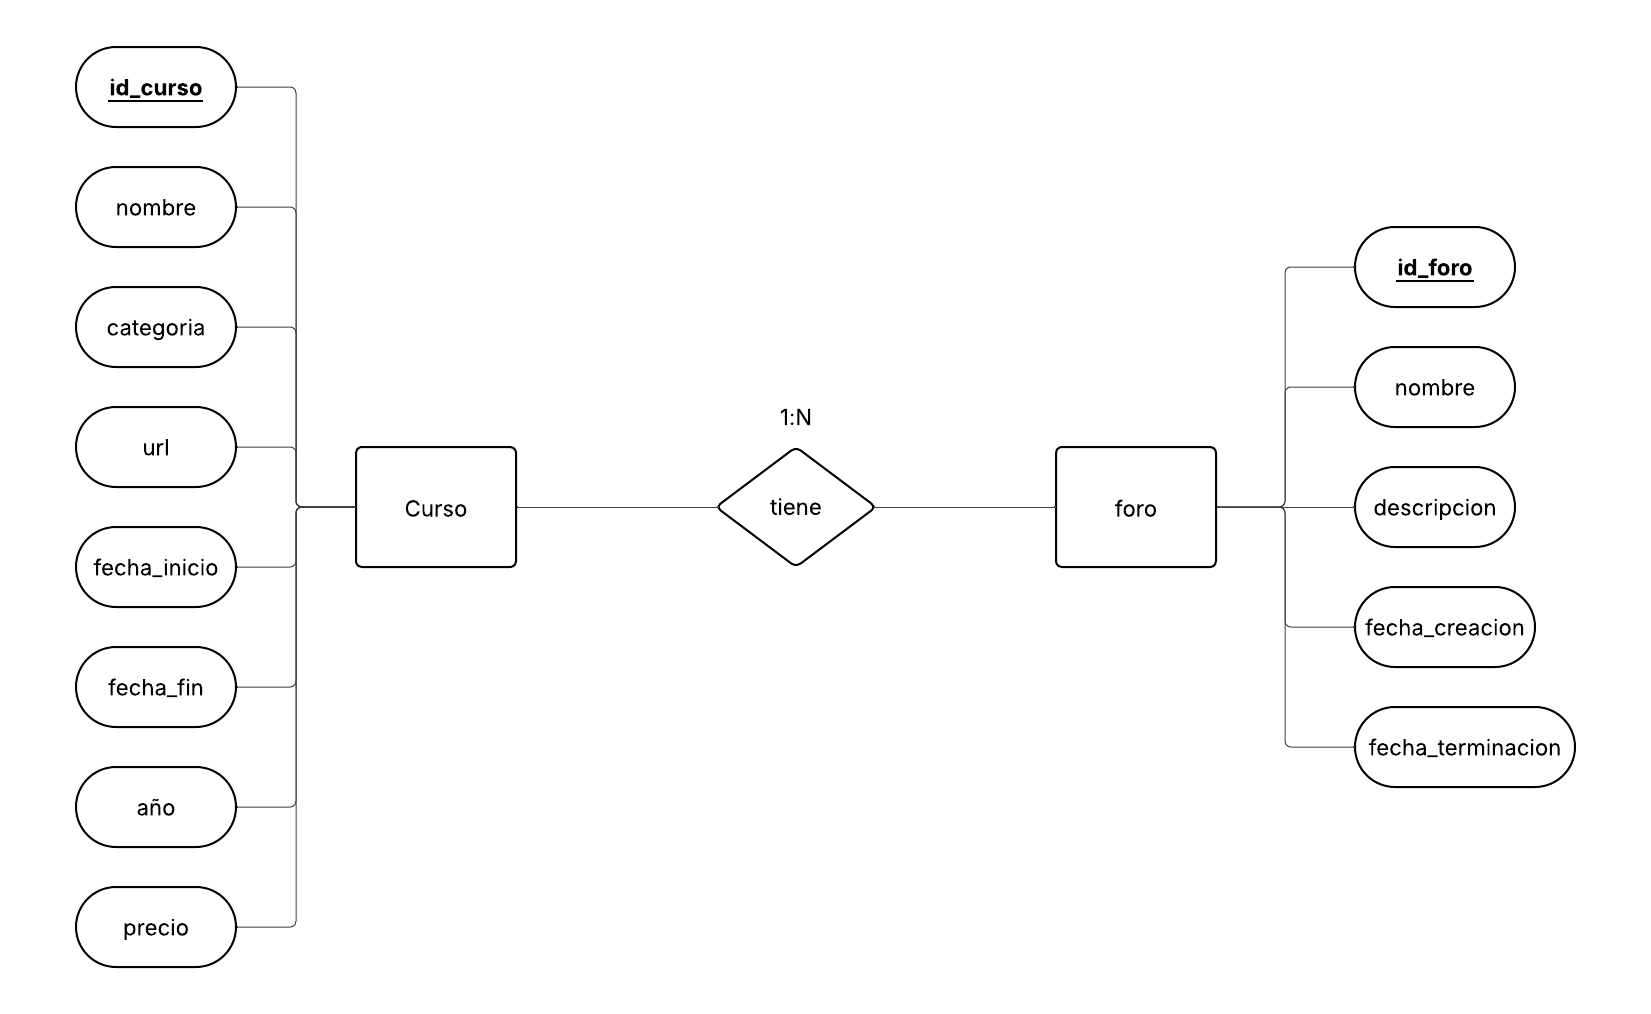 id_curso
nombre
categoria
url
fecha_inicio
fecha_fin
año
precio
Curso
1:N
tiene
foro
id_foro
nombre
descripcion
fecha_creacion
fecha_terminacion